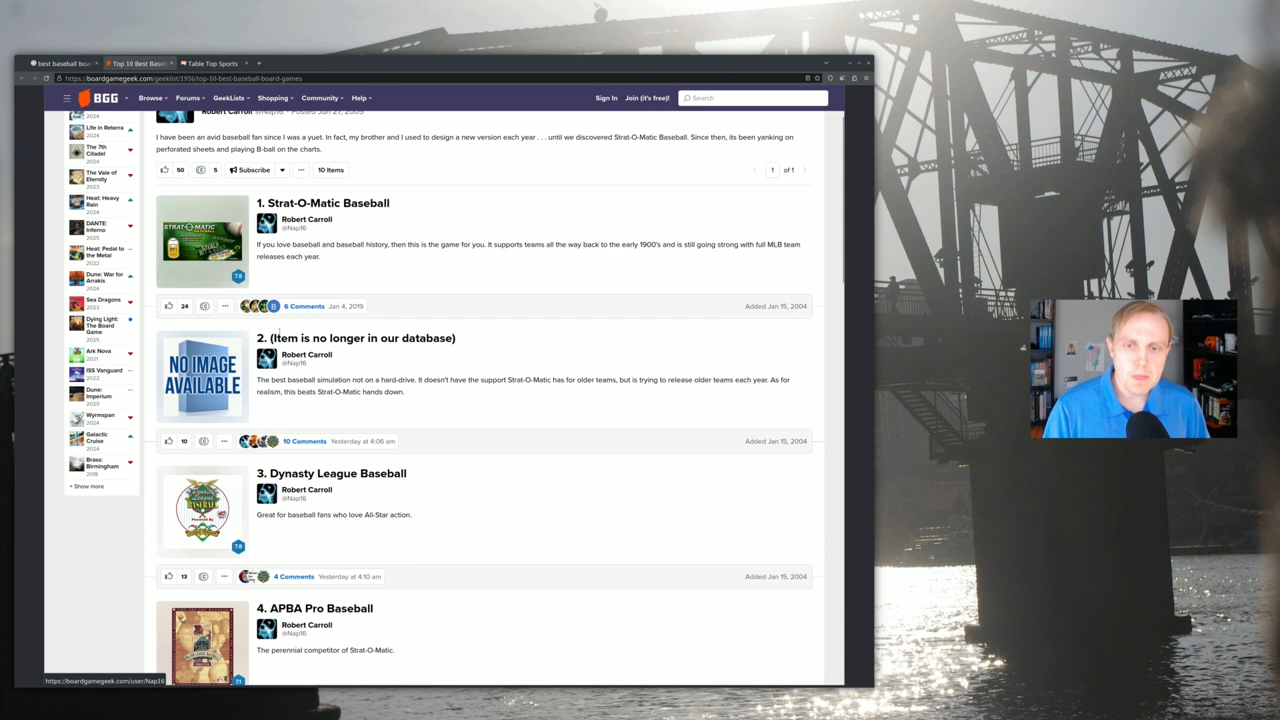 best baseball boa
Top 10 Best Baseb
Table Top Sports
https://boardgamegeek.com/geeklist/1956/top-10-best-baseball-board-games
BGG
Browse
Forums
GeekLists
Shopping
Community
Help
Sign In
Join (it's free!)
Search
2024
Life in Reterra
2024
The 7th
Citadel
2024
The Vale of
Eternity
2023
Heat: Heavy
Rain
2024
DANTE:
Inferno
2025
Heat: Pedal to
the Metal
2022
Dune: War for
Arrakis
2024
Sea Dragons
2023
Dying Light:
The Board
Game
2025
Ark Nova
2021
ISS Vanguard
2022
Dune:
Imperium
2020
Wyrmspan
2024
Galactic
Cruise
2024
Brass:
Birmingham
2018
+ Show more
Robert Carroll @Nap16 • Posted Jun 27, 2005
I have been an avid baseball fan since I was a yuet. In fact, my brother and I used to design a new version each year . . . until we discovered Strat-O-Matic Baseball. Since then, its been yanking on
perforated sheets and playing B-ball on the charts.
50
5
Subscribe
10 Items
1 of 1
1. Strat-O-Matic Baseball
Robert Carroll
@Nap16
If you love baseball and baseball history, then this is the game for you. It supports teams all the way back to the early 1900's and is still going strong with full MLB team
releases each year.
STRAT-O-MATIC
BASEBALL
7.8
24
B
6 Comments Jan 4, 2019
Added Jan 15, 2004
2. (Item is no longer in our database)
Robert Carroll
@Nap16
The best baseball simulation not on a hard-drive. It doesn't have the support Strat-O-Matic has for older teams, but is trying to release older teams each year. As for
realism, this beats Strat-O-Matic hands down.
NO IMAGE
AVAILABLE
10
10 Comments Yesterday at 4:06 am
Added Jan 15, 2004
3. Dynasty League Baseball
Robert Carroll
@Nap16
Great for baseball fans who love All-Star action.
7.8
13
4 Comments Yesterday at 4:10 am
Added Jan 15, 2004
4. APBA Pro Baseball
Robert Carroll
@Nap16
The perennial competitor of Strat-O-Matic.
7.1
https://boardgamegeek.com/user/Nap16